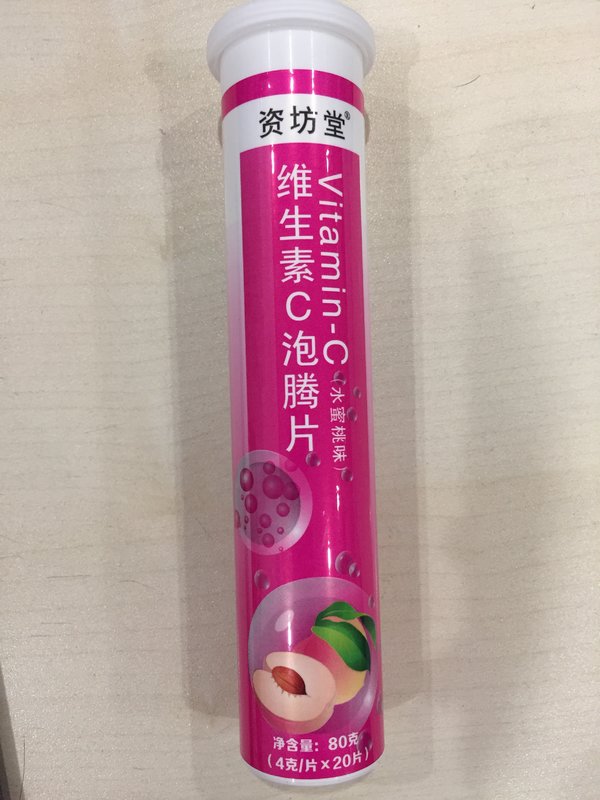 资坊堂®
维生素C泡腾片
Vitamin-C（水蜜桃味）
净含量：80克
（4克/片×20片）